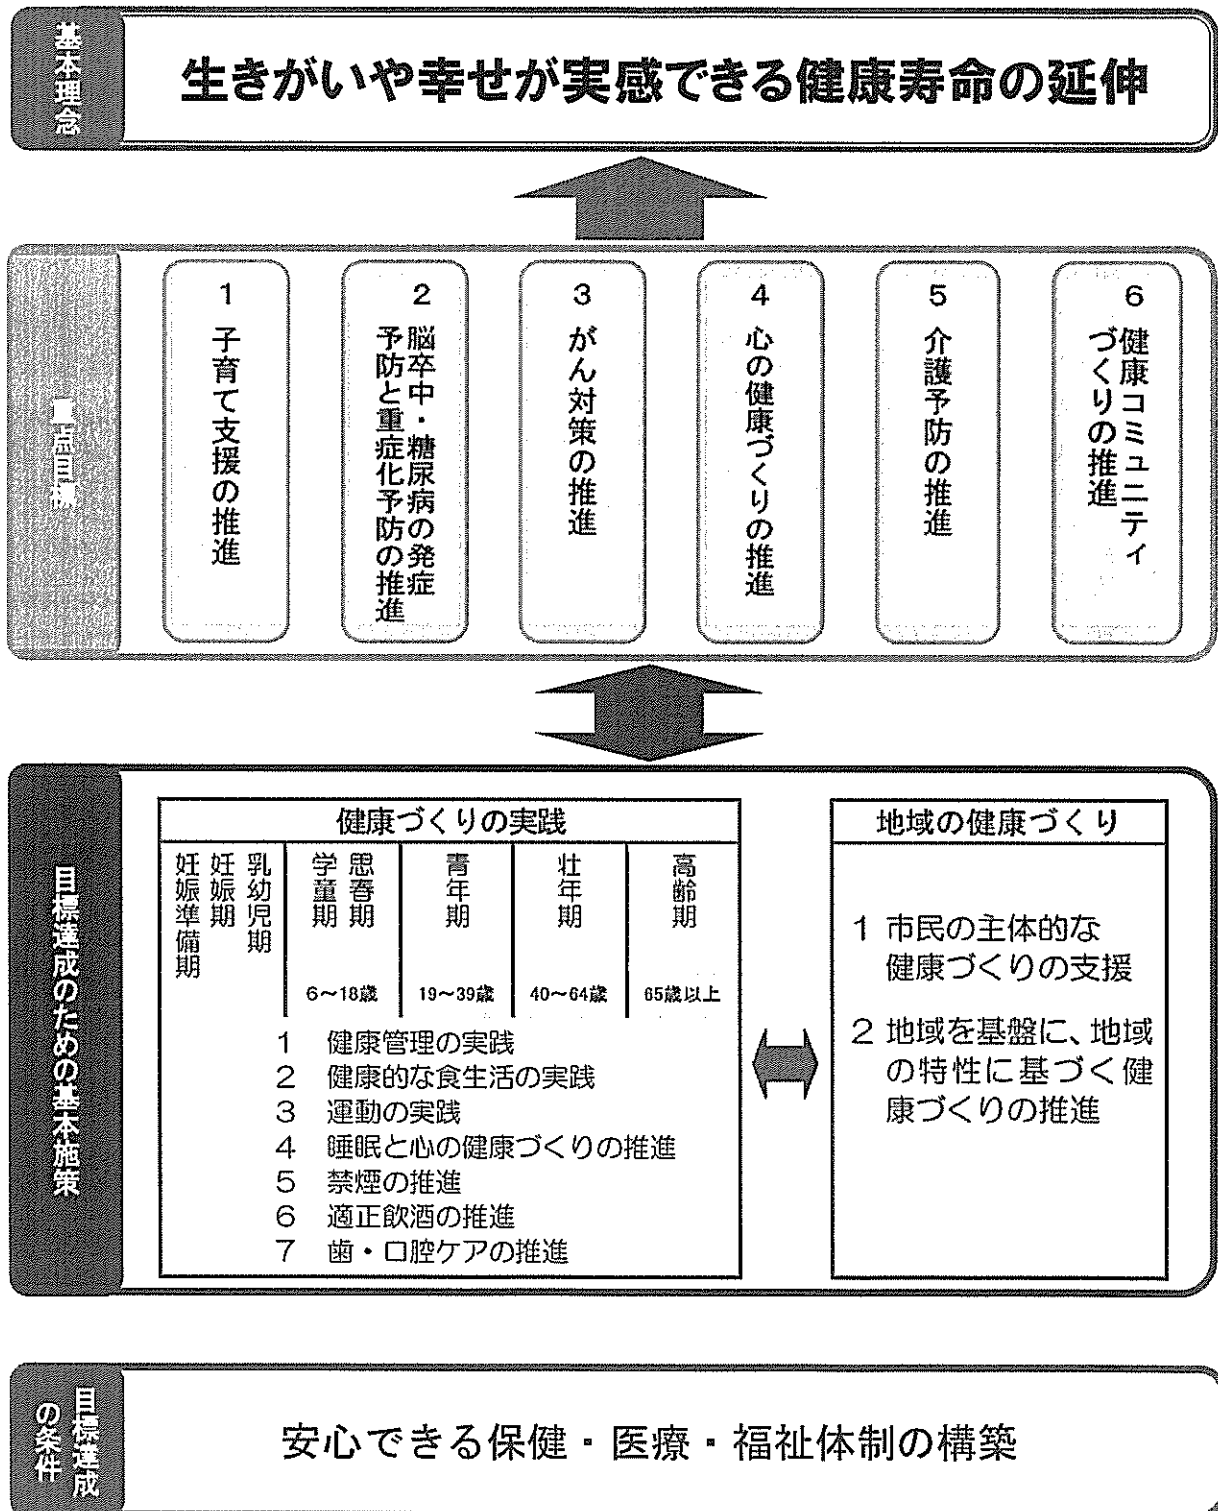 基本理念
生きがいや幸せが実感できる健康寿命の延伸
重点目標
1
子育て支援の推進
2
脳卒中・糖尿病の発症
予防と重症化予防の推進
3
がん対策の推進
4
心の健康づくりの推進
5
介護予防の推進
6
健康コミュニティ
づくりの推進
目標達成のための基本施策
健康づくりの実践
妊娠準備期
妊娠期
乳幼児期
学童期
思春期
6~18歳
青年期
19~39歳
壮年期
40~64歳
高齢期
65歳以上
1 健康管理の実践
2 健康的な食生活の実践
3 運動の実践
4 睡眠と心の健康づくりの推進
5 禁煙の推進
6 適正飲酒の推進
7 歯・口腔ケアの推進
地域の健康づくり
1 市民の主体的な
健康づくりの支援
2 地域を基盤に、地域
の特性に基づく健
康づくりの推進
目標達成
の条件
安心できる保健・医療・福祉体制の構築